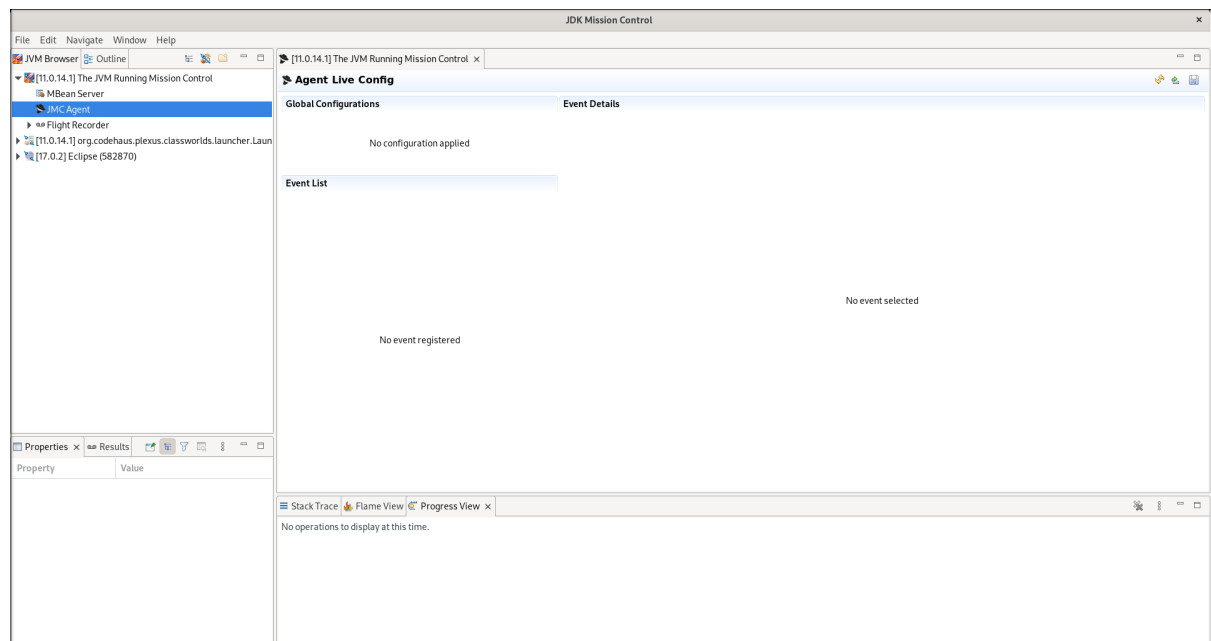 JDK Mission Control
File Edit Navigate Window Help
JVM Browser Outline
[11.0.14.1] The JVM Running Mission Control
MBean Server
JMC Agent
Flight Recorder
[11.0.14.1] org.codehaus.plexus.classworlds.launcher.Laun
[17.0.2] Eclipse (582870)
[11.0.14.1] The JVM Running Mission Control
Agent Live Config
Global Configurations
No configuration applied
Event List
No event registered
Event Details
No event selected
Properties Results
Property Value
Stack Trace Flame View Progress View
No operations to display at this time.